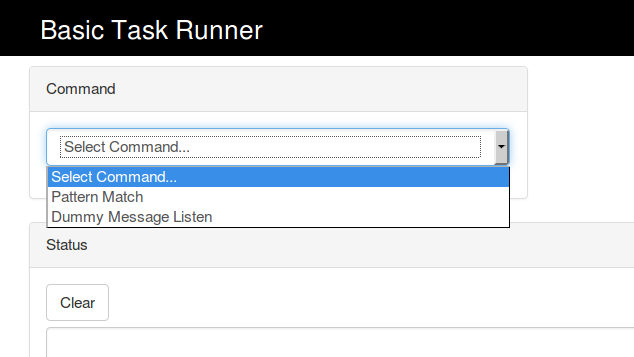 Basic Task Runner
Command
Select Command...
Select Command...
Pattern Match
Dummy Message Listen
Status
Clear